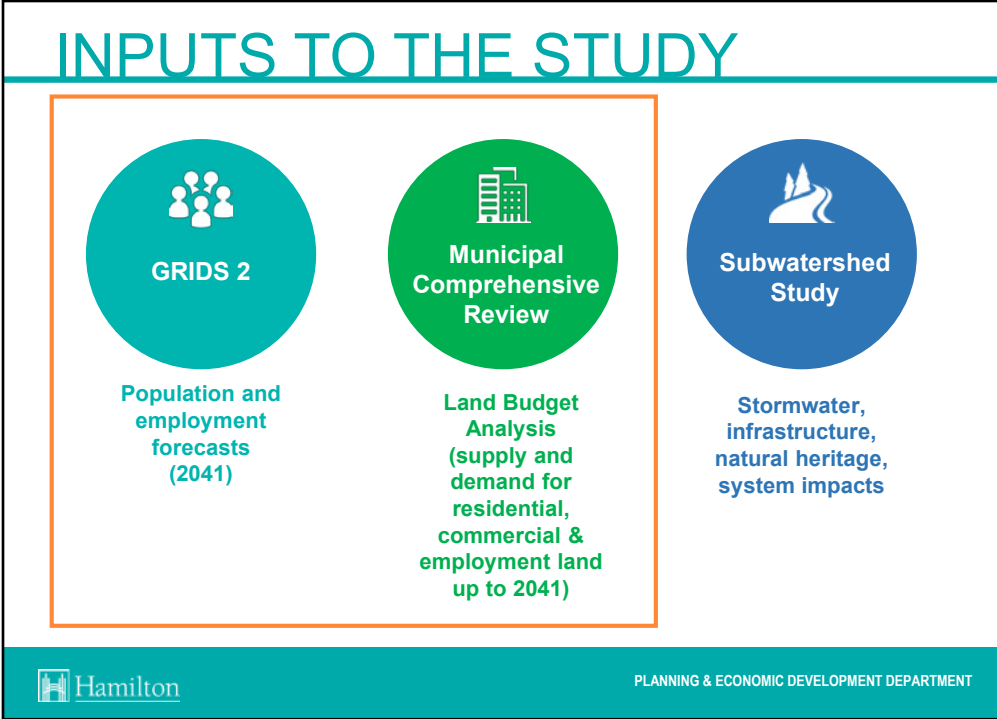 INPUTS TO THE STUDY
GRIDS 2
Population and
employment
forecasts
(2041)
Municipal
Comprehensive
Review
Land Budget
Analysis
(supply and
demand for
residential,
commercial &
employment land
up to 2041)
Subwatershed
Study
Stormwater,
infrastructure,
natural heritage,
system impacts
Hamilton
PLANNING & ECONOMIC DEVELOPMENT DEPARTMENT